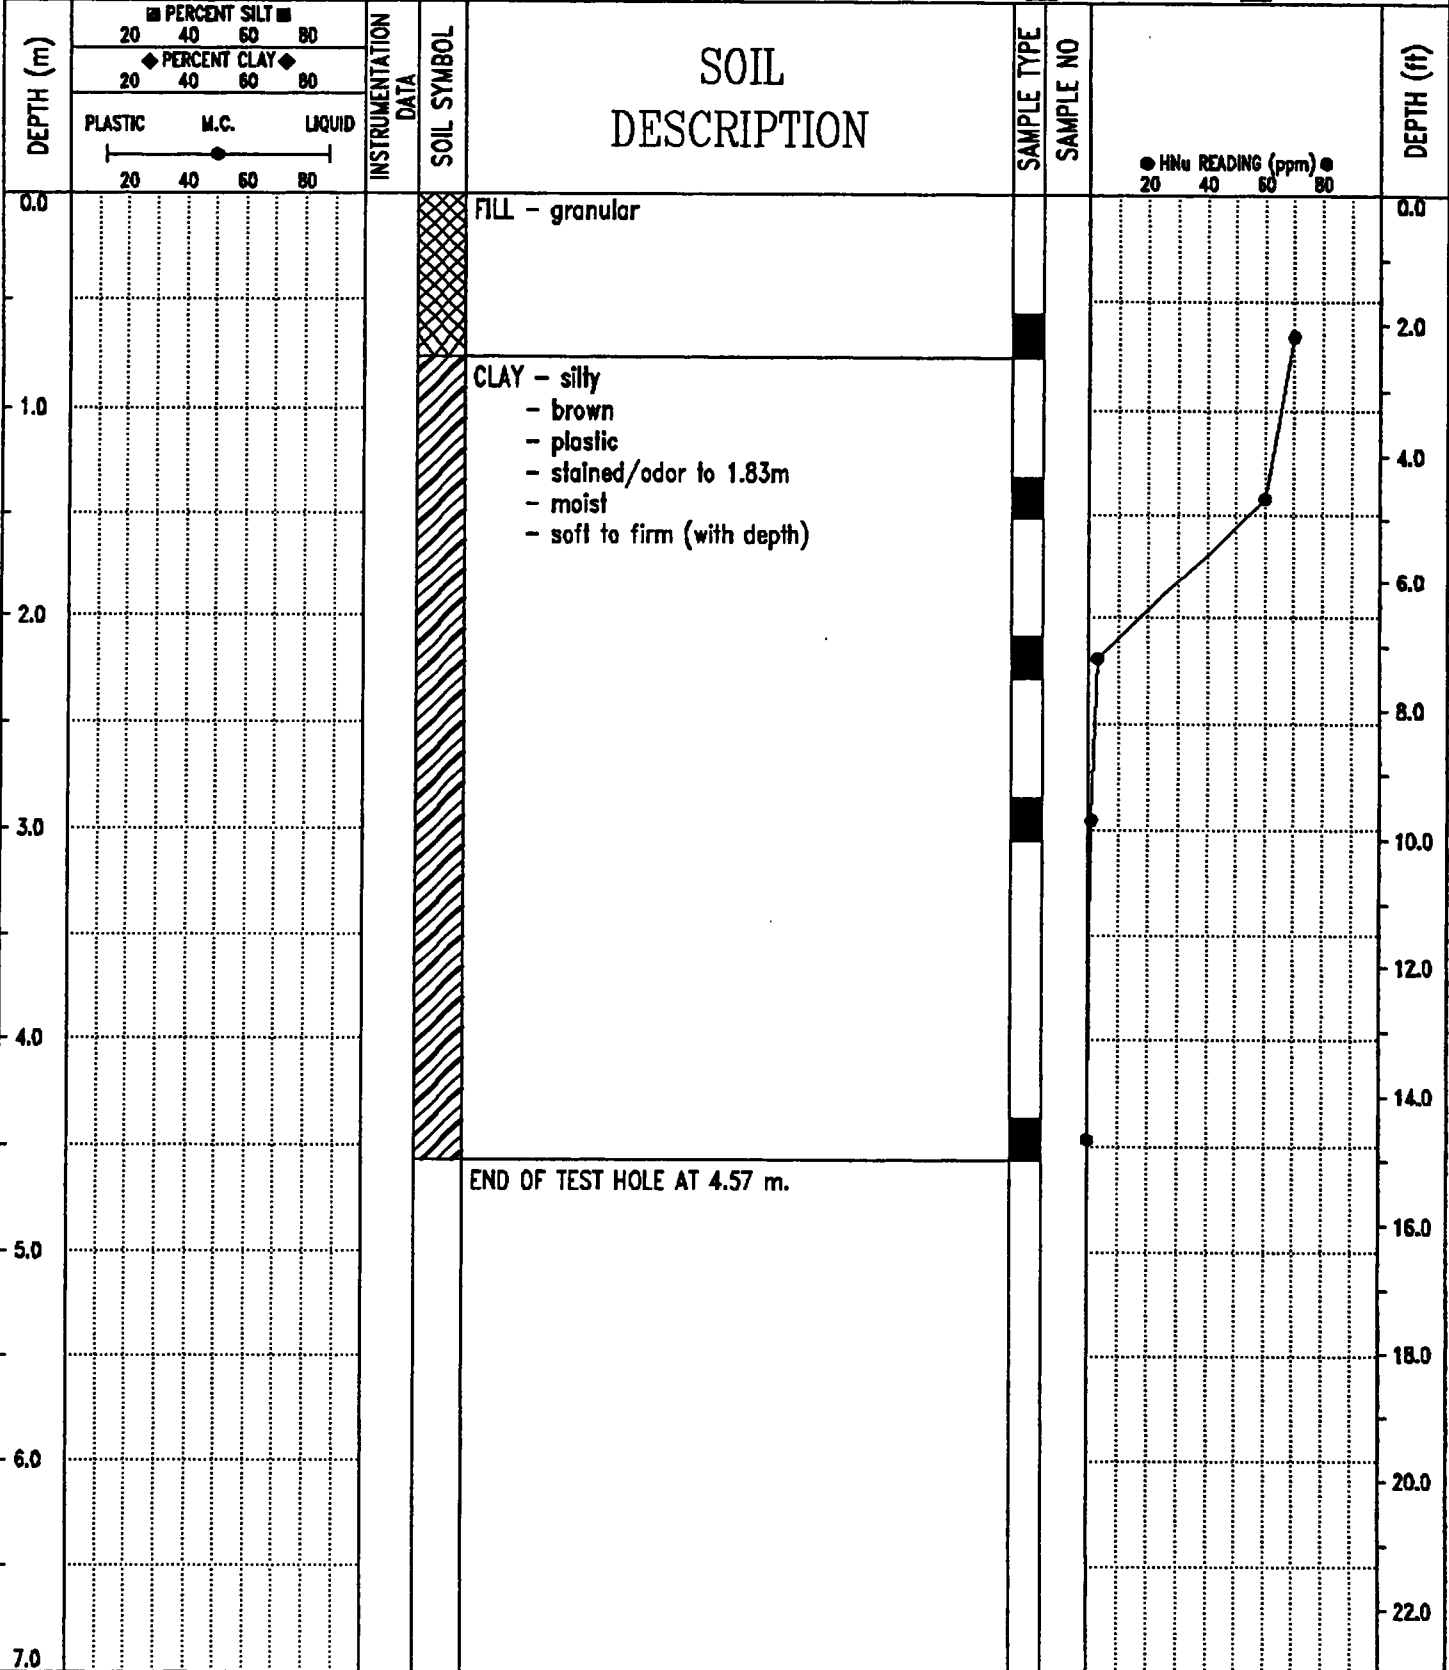 PERCENT SILT
20 40 60 80
PERCENT CLAY
20 40 60 80
PLASTIC M.C. LIQUID
20 40 60 80
DEPTH (m)
INSTRUMENTATION
DATA
SOIL SYMBOL
SOIL
DESCRIPTION
SAMPLE TYPE
SAMPLE NO
HNu READING (ppm)
20 40 60 80
DEPTH (ft)
0.0
1.0
2.0
3.0
4.0
5.0
6.0
7.0
FILL - granular
CLAY - silty
- brown
- plastic
- stained/odor to 1.83m
- moist
- soft to firm (with depth)
END OF TEST HOLE AT 4.57 m.
0.0
2.0
4.0
6.0
8.0
10.0
12.0
14.0
16.0
18.0
20.0
22.0